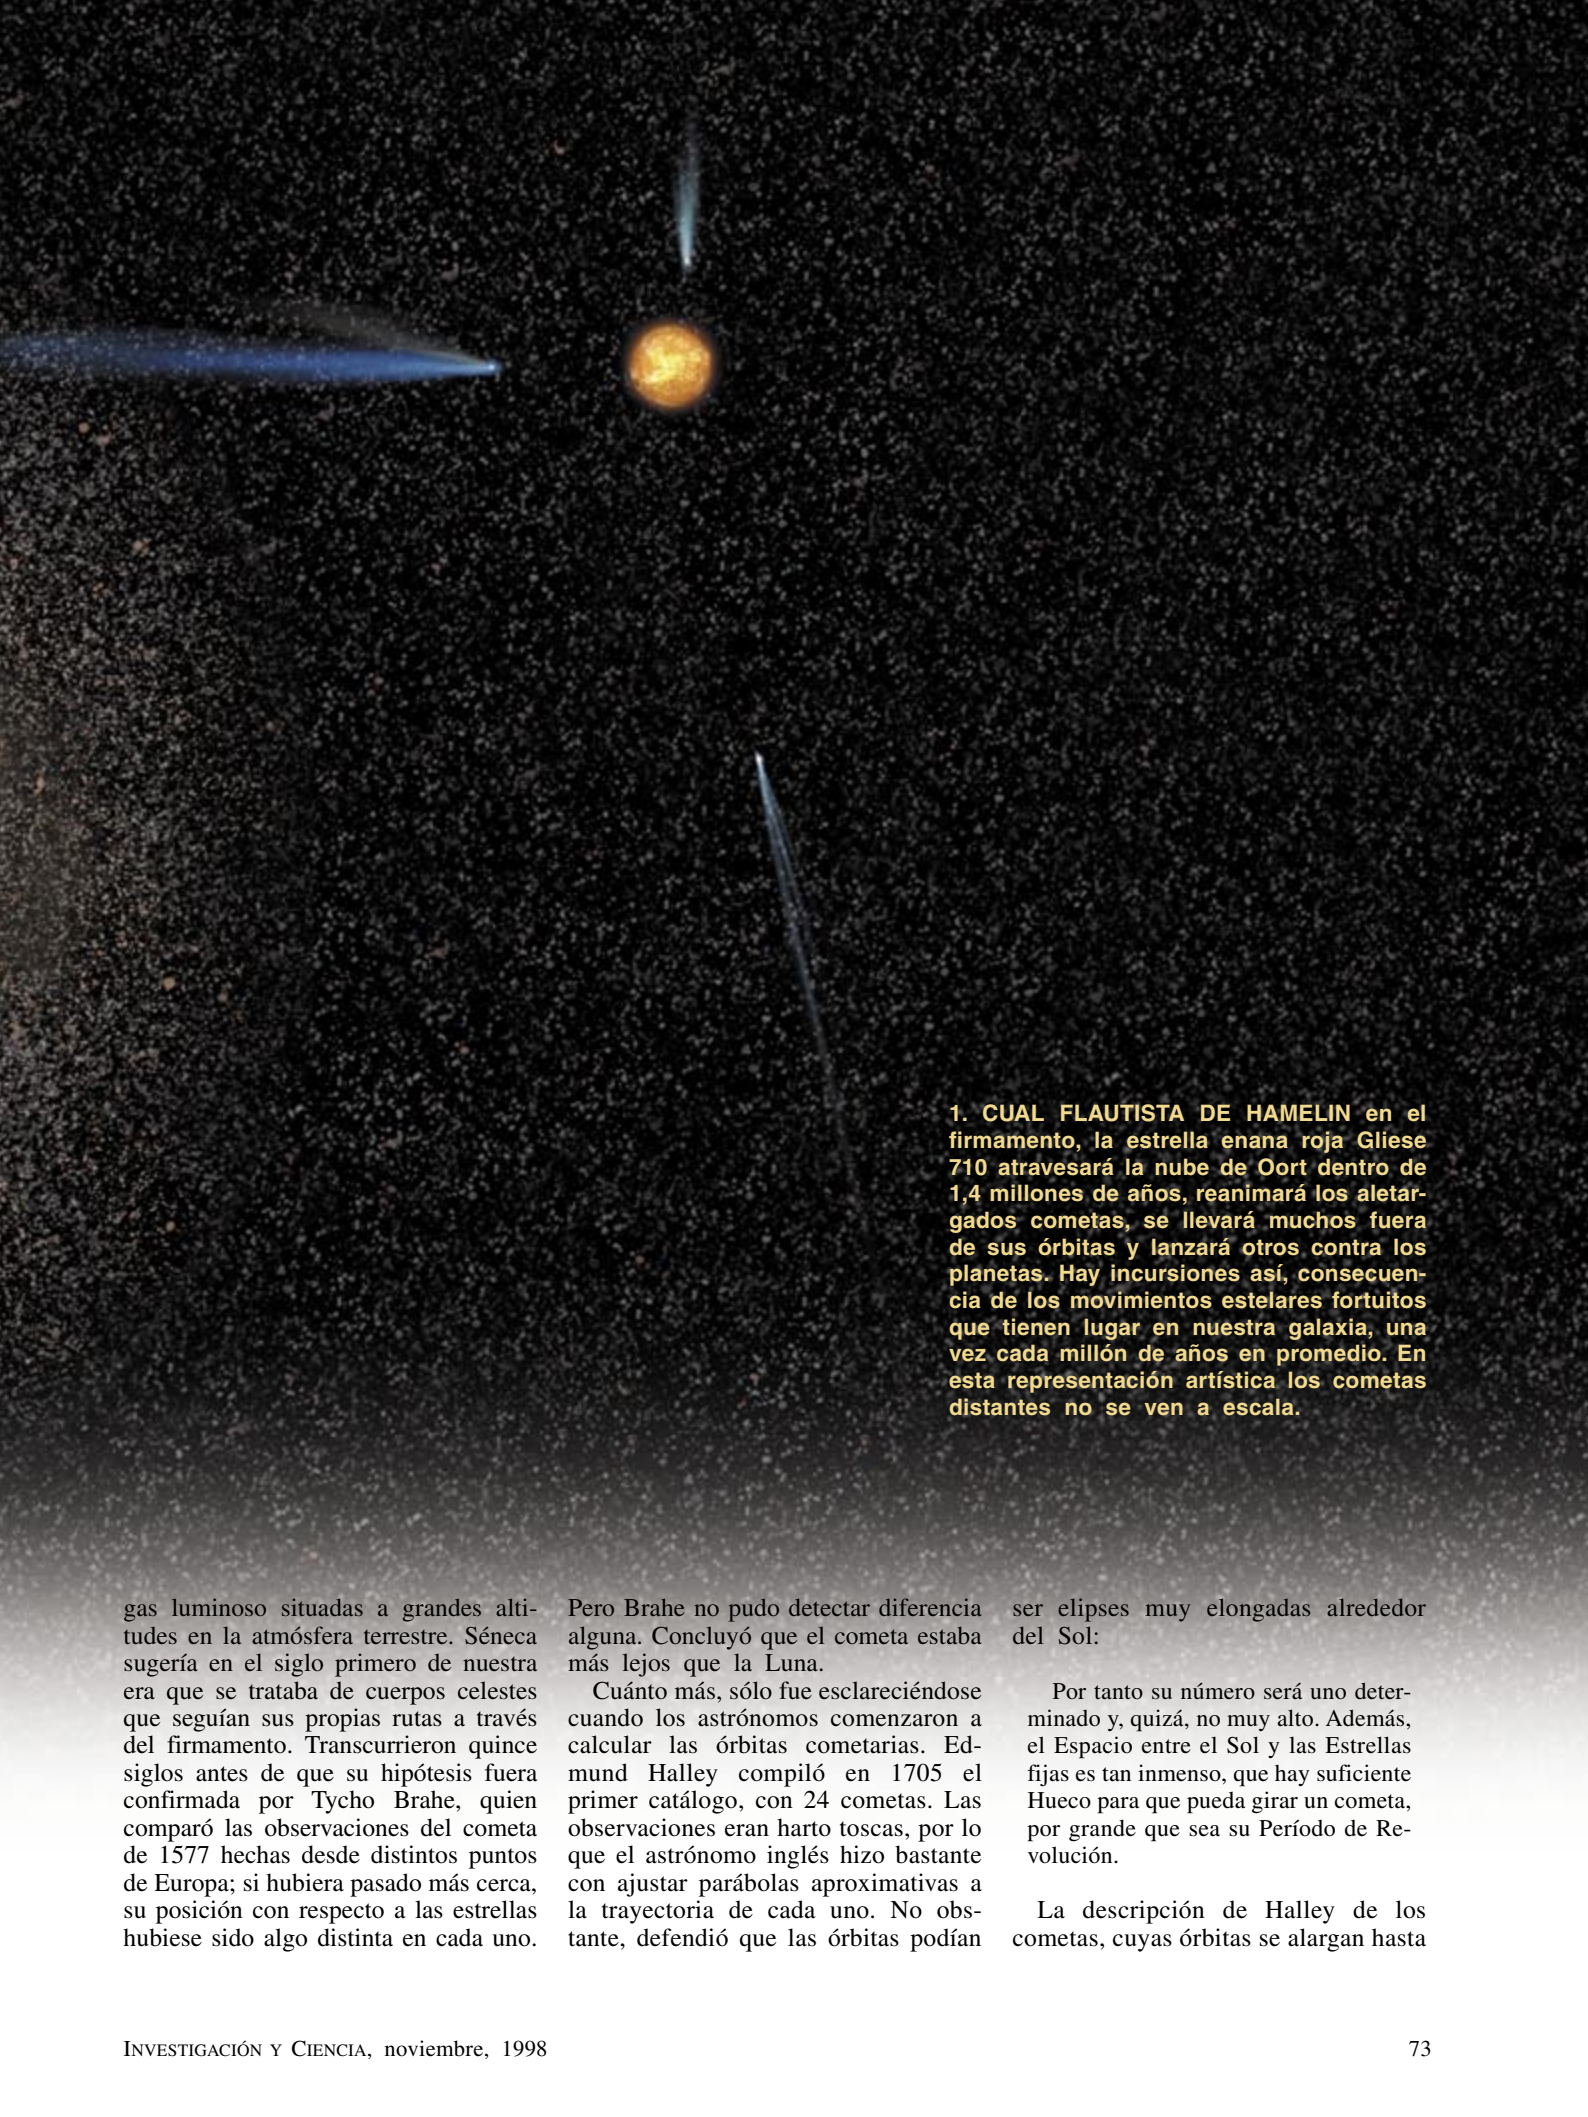 1. CUAL FLAUTISTA DE HAMELIN en el
firmamento, la estrella enana roja Gliese
710 atravesará la nube de Oort dentro de
1,4 millones de años, reanimará los aletar-
gados cometas, se llevará muchos fuera
de sus órbitas y lanzará otros contra los
planetas. Hay incursiones así, consecuen-
cia de los movimientos estelares fortuitos
que tienen lugar en nuestra galaxia, una
vez cada millón de años en promedio. En
esta representación artística los cometas
distantes no se ven a escala.
gas luminoso situadas a grandes alti-
tudes en la atmósfera terrestre. Séneca
sugería en el siglo primero de nuestra
era que se trataba de cuerpos celestes
que seguían sus propias rutas a través
del firmamento. Transcurrieron quince
siglos antes de que su hipótesis fuera
confirmada por Tycho Brahe, quien
comparó las observaciones del cometa
de 1577 hechas desde distintos puntos
de Europa; si hubiera pasado más cerca,
su posición con respecto a las estrellas
hubiese sido algo distinta en cada uno.
Pero Brahe no pudo detectar diferencia
alguna. Concluyó que el cometa estaba
más lejos que la Luna.
Cuánto más, sólo fue esclareciéndose
cuando los astrónomos comenzaron a
calcular las órbitas cometarias. Ed-
mund Halley compiló en 1705 el
primer catálogo, con 24 cometas. Las
observaciones eran harto toscas, por lo
que el astrónomo inglés hizo bastante
con ajustar parábolas aproximativas a
la trayectoria de cada uno. No obs-
tante, defendió que las órbitas podían
ser elipses muy elongadas alrededor
del Sol:
Por tanto su número será uno deter-
minado y, quizá, no muy alto. Además,
el Espacio entre el Sol y las Estrellas
fijas es tan inmenso, que hay suficiente
Hueco para que pueda girar un cometa,
por grande que sea su Período de Re-
volución.
La descripción de Halley de los
cometas, cuyas órbitas se alargan hasta
INVESTIGACIÓN Y CIENCIA, noviembre, 1998
73